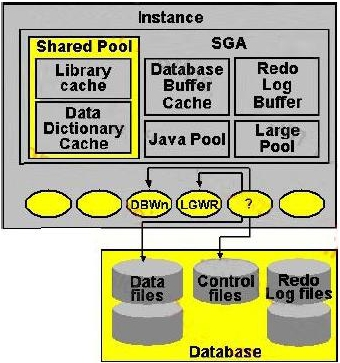 Instance
Shared Pool
SGA
Library
cache
Data
Dictionary
Cache
Database
Buffer
Cache
Redo
Log
Buffer
Java Pool
Large
Pool
DBWn
LGWR
?
Data
files
Control
files
Redo
Log files
Database